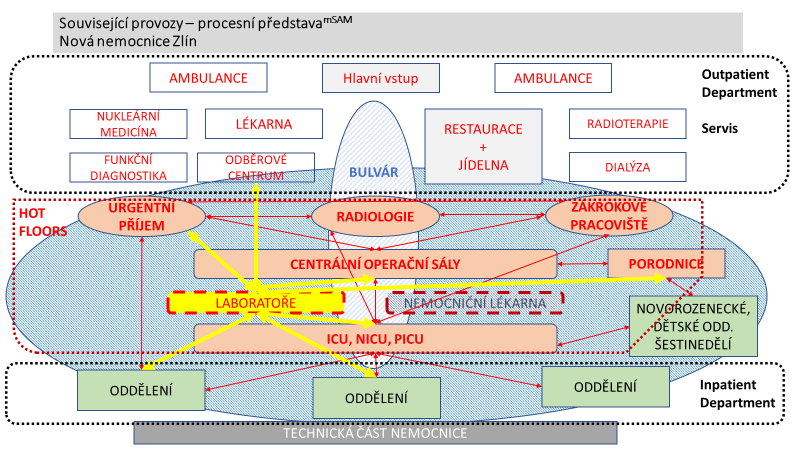 Související provozy – procesní představa mSAM
Nová nemocnice Zlín
AMBULANCE
Hlavní vstup
AMBULANCE
Outpatient
Department
NUKLEÁRNÍ
MEDICÍNA
LÉKÁRNA
RESTAURACE
+
JÍDELNA
RADIOTERAPIE
Servis
FUNKČNÍ
DIAGNOSTIKA
ODBĚROVÉ
CENTRUM
BULVÁR
DIALÝZA
HOT
FLOORS
URGENTNÍ
PŘÍJEM
RADIOLOGIE
ZÁKROKOVÉ
PRACOVIŠTĚ
CENTRÁLNÍ OPERAČNÍ SÁLY
PORODNICE
LABORATOŘE
NEMOCNIČNÍ LÉKÁRNA
NOVOROZENECKÉ,
DĚTSKÉ ODD.
ŠESTINEDĚLÍ
ICU, NICU, PICU
ODDĚLENÍ
ODDĚLENÍ
ODDĚLENÍ
Inpatient
Department
TECHNICKÁ ČÁST NEMOCNICE